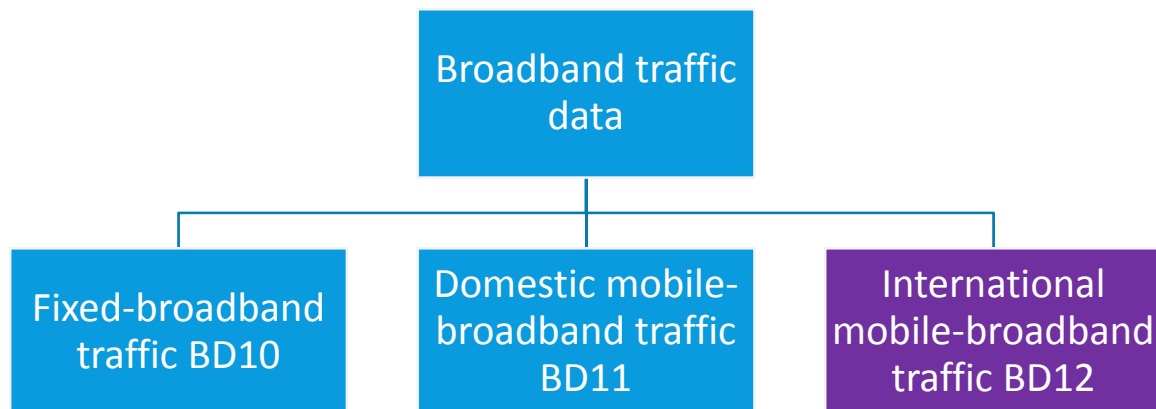 Broadband traffic
data
Fixed-broadband
traffic BD10
Domestic mobile-
broadband traffic
BD11
International
mobile-broadband
traffic BD12